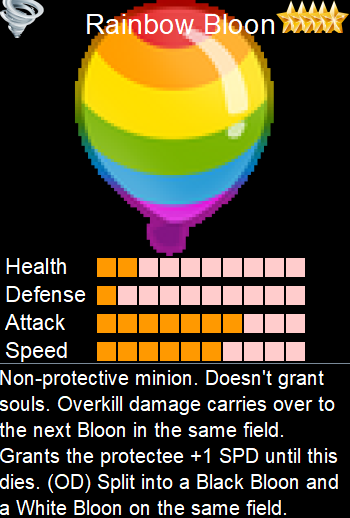 Rainbow Bloon
Health
Defense
Attack
Speed
Non-protective minion. Doesn't grant
souls. Overkill damage carries over to
the next Bloon in the same field.
Grants the protectee +1 SPD until this
dies. (OD) Split into a Black Bloon and
a White Bloon on the same field.